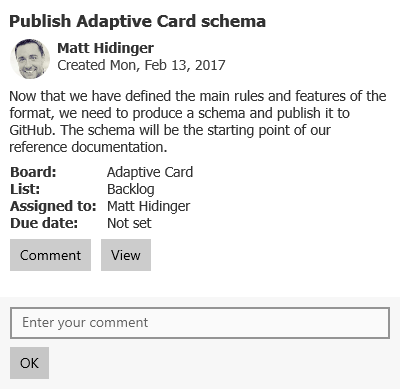 Publish Adaptive Card schema
Matt Hidinger
Created Mon, Feb 13, 2017
Now that we have defined the main rules and features of the
format, we need to produce a schema and publish it to
GitHub. The schema will be the starting point of our
reference documentation.
Board: Adaptive Card
List: Backlog
Assigned to: Matt Hidinger
Due date: Not set
Comment View
Enter your comment
OK